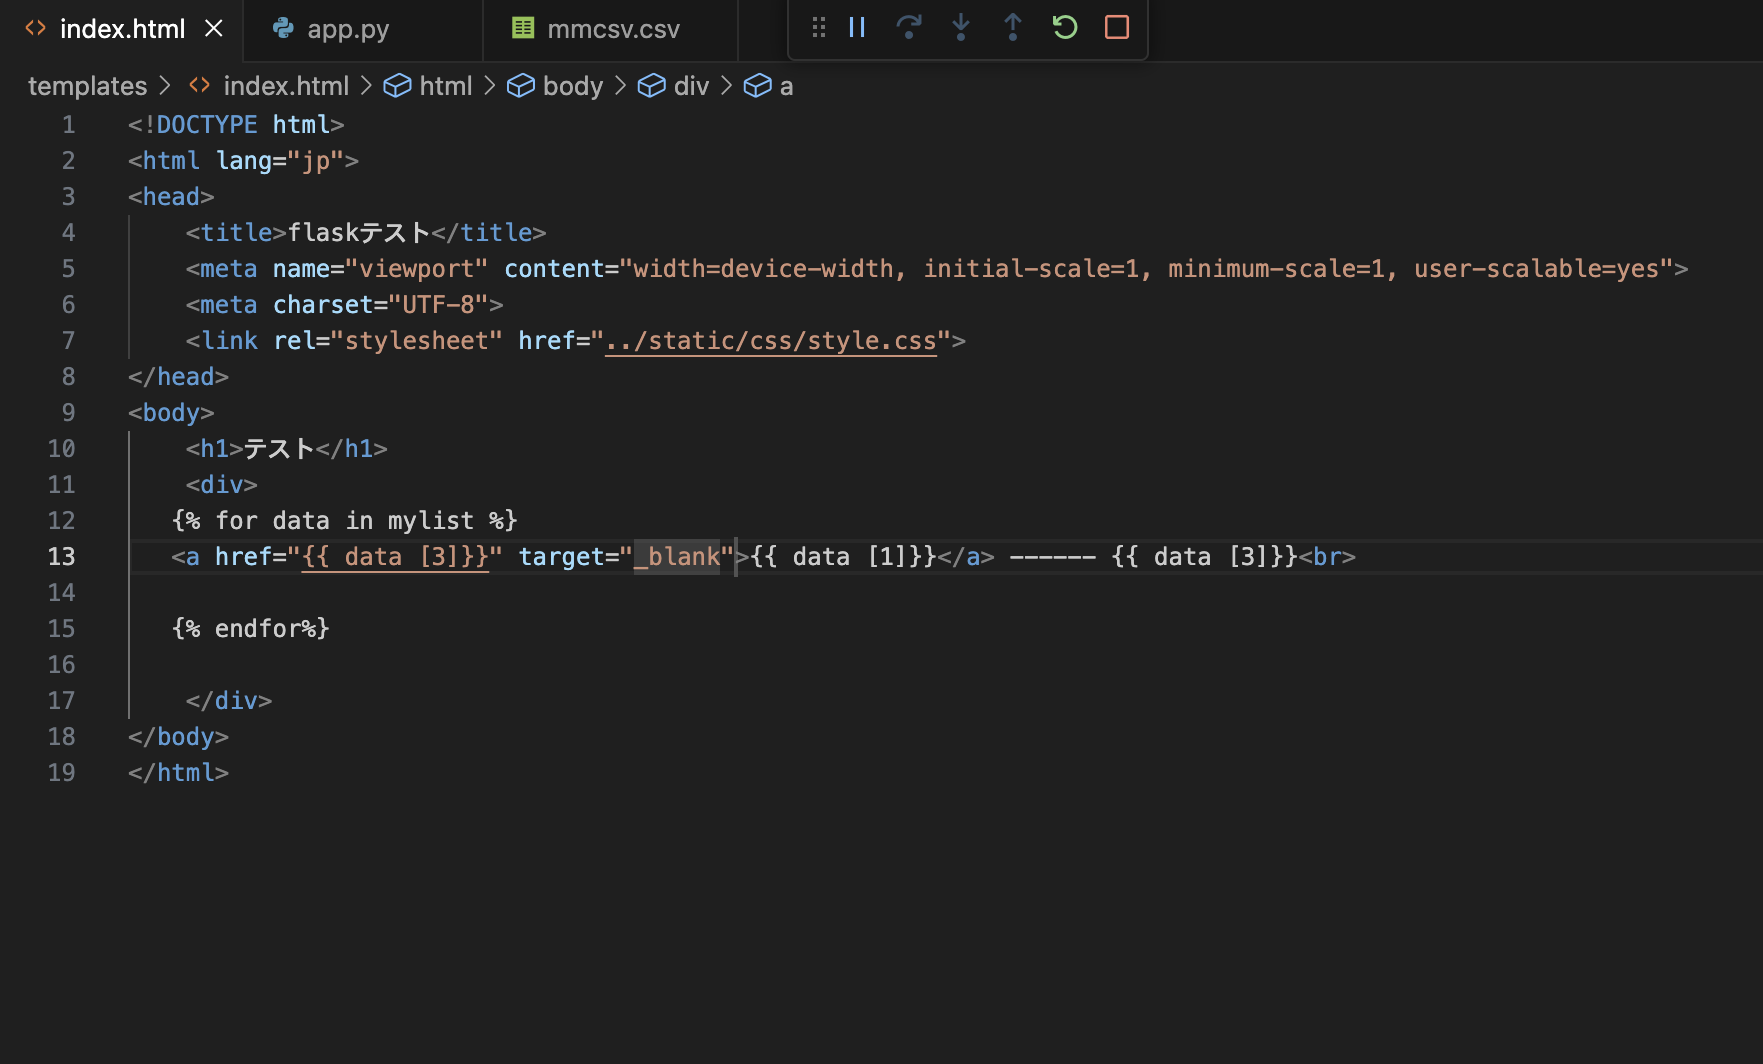 index.html app.py mmcsv.csv
templates > index.html > html > body > div > a
1 <!DOCTYPE html>
2 <html lang="jp">
3 <head>
4 <title>flaskテスト</title>
5 <meta name="viewport" content="width=device-width, initial-scale=1, minimum-scale=1, user-scalable=yes">
6 <meta charset="UTF-8">
7 <link rel="stylesheet" href="../static/css/style.css">
8 </head>
9 <body>
10 <h1>テスト</h1>
11 <div>
12 {% for data in mylist %}
13 <a href="{{ data [3]}}" target="_blank">{{ data [1]}}</a> ------ {{ data [3]}}<br>
14
15 {% endfor%}
16
17 </div>
18 </body>
19 </html>